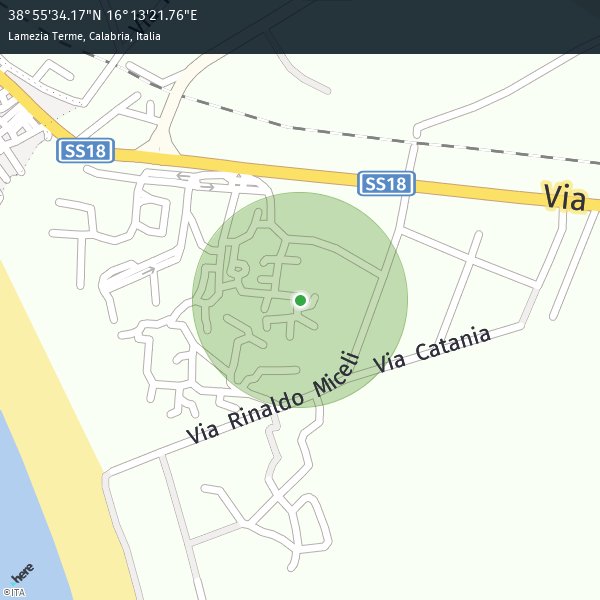 38°55'34.17"N 16°13'21.76"E
Lamezia Terme, Calabria, Italia
SS18
SS18
Via
Via Catania
Via Rinaldo Miceli
here
©ITA